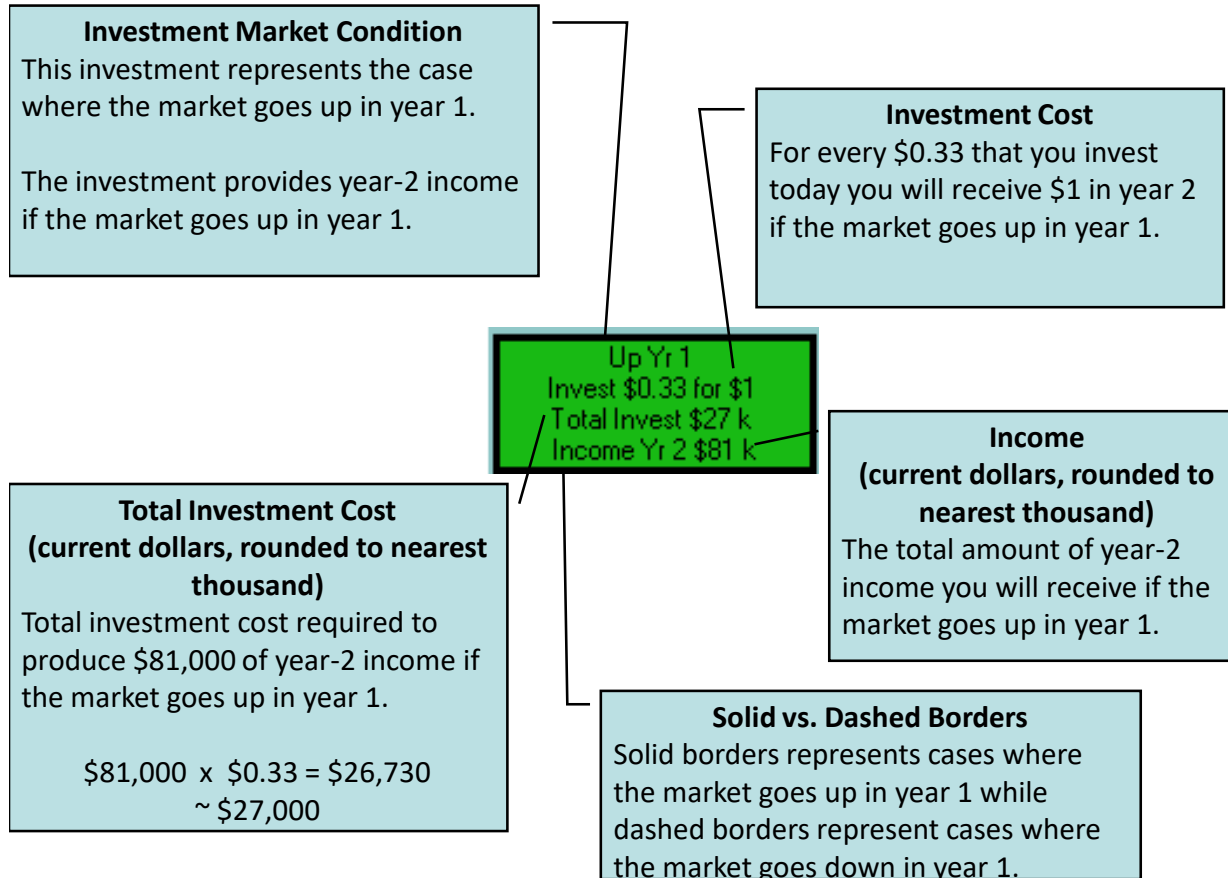 Investment Market Condition
This investment represents the case
where the market goes up in year 1.
The investment provides year-2 income
if the market goes up in year 1.
Investment Cost
For every $0.33 that you invest
today you will receive $1 in year 2
if the market goes up in year 1.
Up Yr 1
Invest $0.33 for $1
Total Invest $27 k
Income Yr 2 $81 k
Income
(current dollars, rounded to
nearest thousand)
The total amount of year-2
income you will receive if the
market goes up in year 1.
Total Investment Cost
(current dollars, rounded to nearest
thousand)
Total investment cost required to
produce $81,000 of year-2 income if
the market goes up in year 1.
$81,000 x $0.33 = $26,730
~ $27,000
Solid vs. Dashed Borders
Solid borders represents cases where
the market goes up in year 1 while
dashed borders represent cases where
the market goes down in year 1.